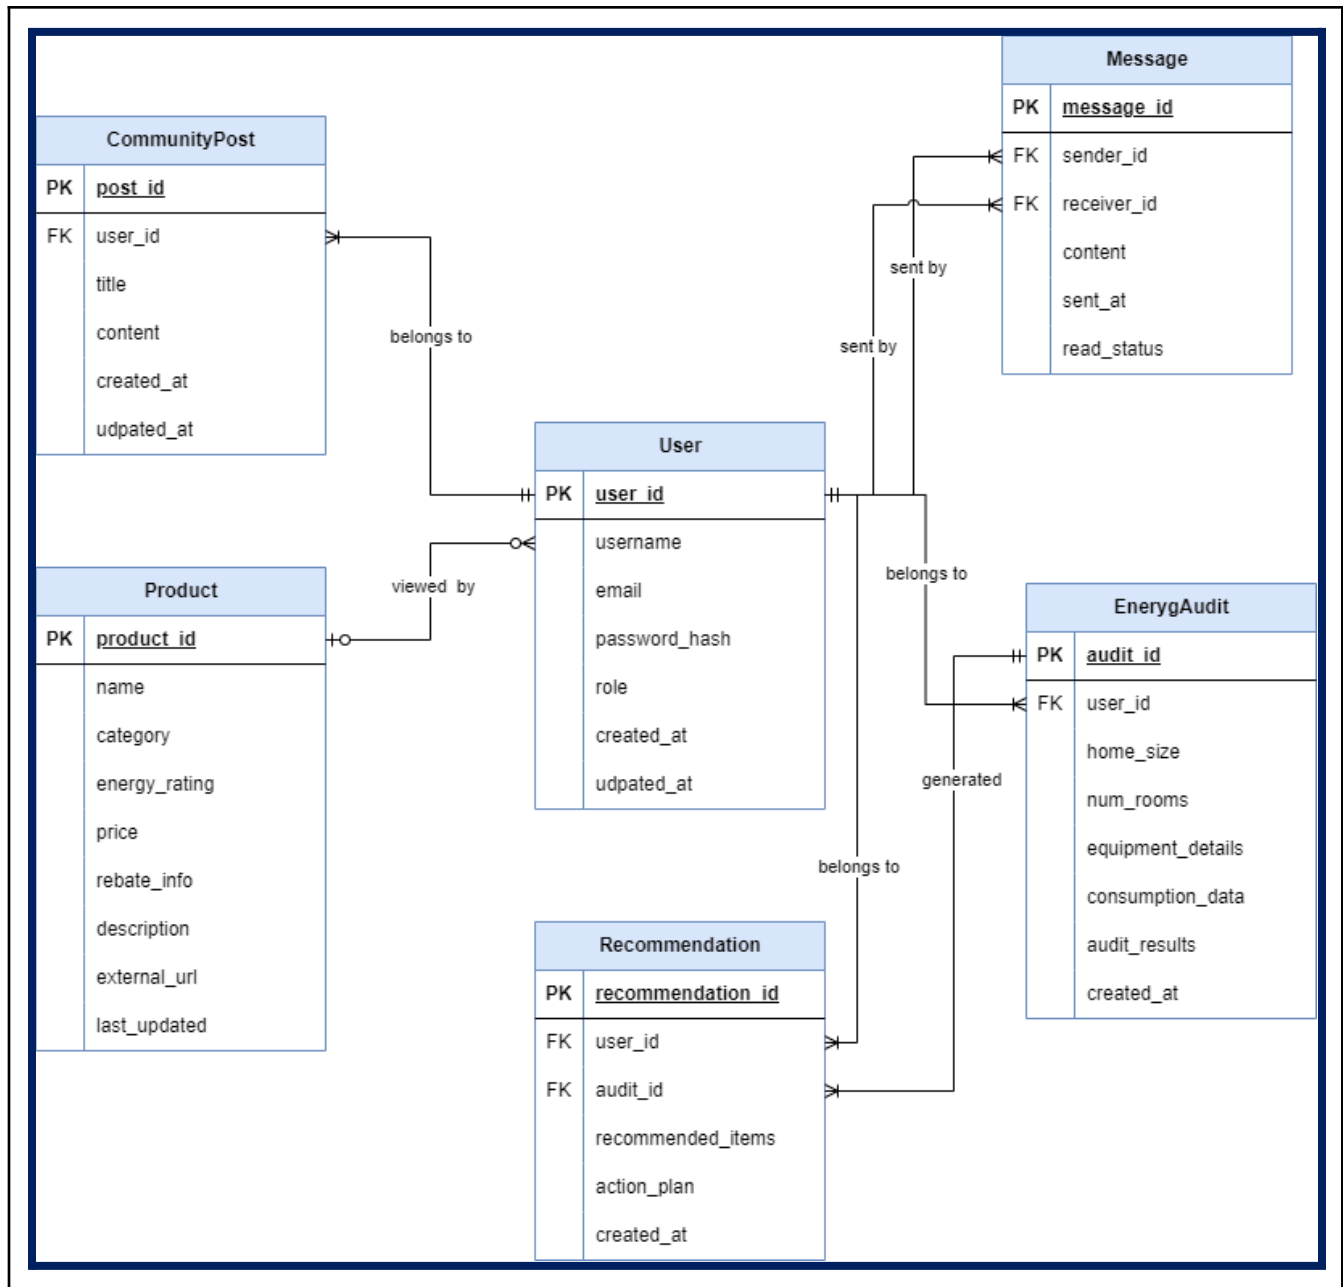 Message
PK message_id
FK sender_id
FK receiver_id
content
sent_at
read_status
CommunityPost
PK post_id
FK user_id
title
content
created_at
udpated_at
belongs to
sent by
sent by
User
PK user_id
username
email
password_hash
role
created_at
udpated_at
viewed by
belongs to
Product
PK product_id
name
category
energy_rating
price
rebate_info
description
external_url
last_updated
EnerygAudit
PK audit_id
FK user_id
home_size
num_rooms
equipment_details
consumption_data
audit_results
created_at
generated
belongs to
Recommendation
PK recommendation_id
FK user_id
FK audit_id
recommended_items
action_plan
created_at